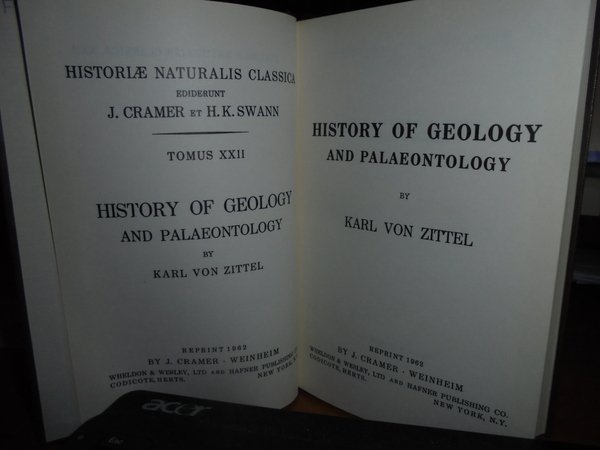 HISTORIÆ NATURALIS CLASSICA
EDIDERUNT
J. CRAMER ET H.K. SWANN
TOMUS XXII
HISTORY OF GEOLOGY
AND PALAEONTOLOGY
BY
KARL VON ZITTEL
REPRINT 1962
BY J. CRAMER - WEINHEIM
WHELDON & WESLEY, LTD AND HAFNER PUBLISHING CO.
CODICOTE, HERTS. NEW YORK, N.Y.
HISTORY OF GEOLOGY
AND PALAEONTOLOGY
BY
KARL VON ZITTEL
REPRINT 1962
BY J. CRAMER - WEINHEIM
WHELDON & WESLEY, LTD AND HAFNER PUBLISHING CO.
CODICOTE, HERTS. NEW YORK, N.Y.
acer